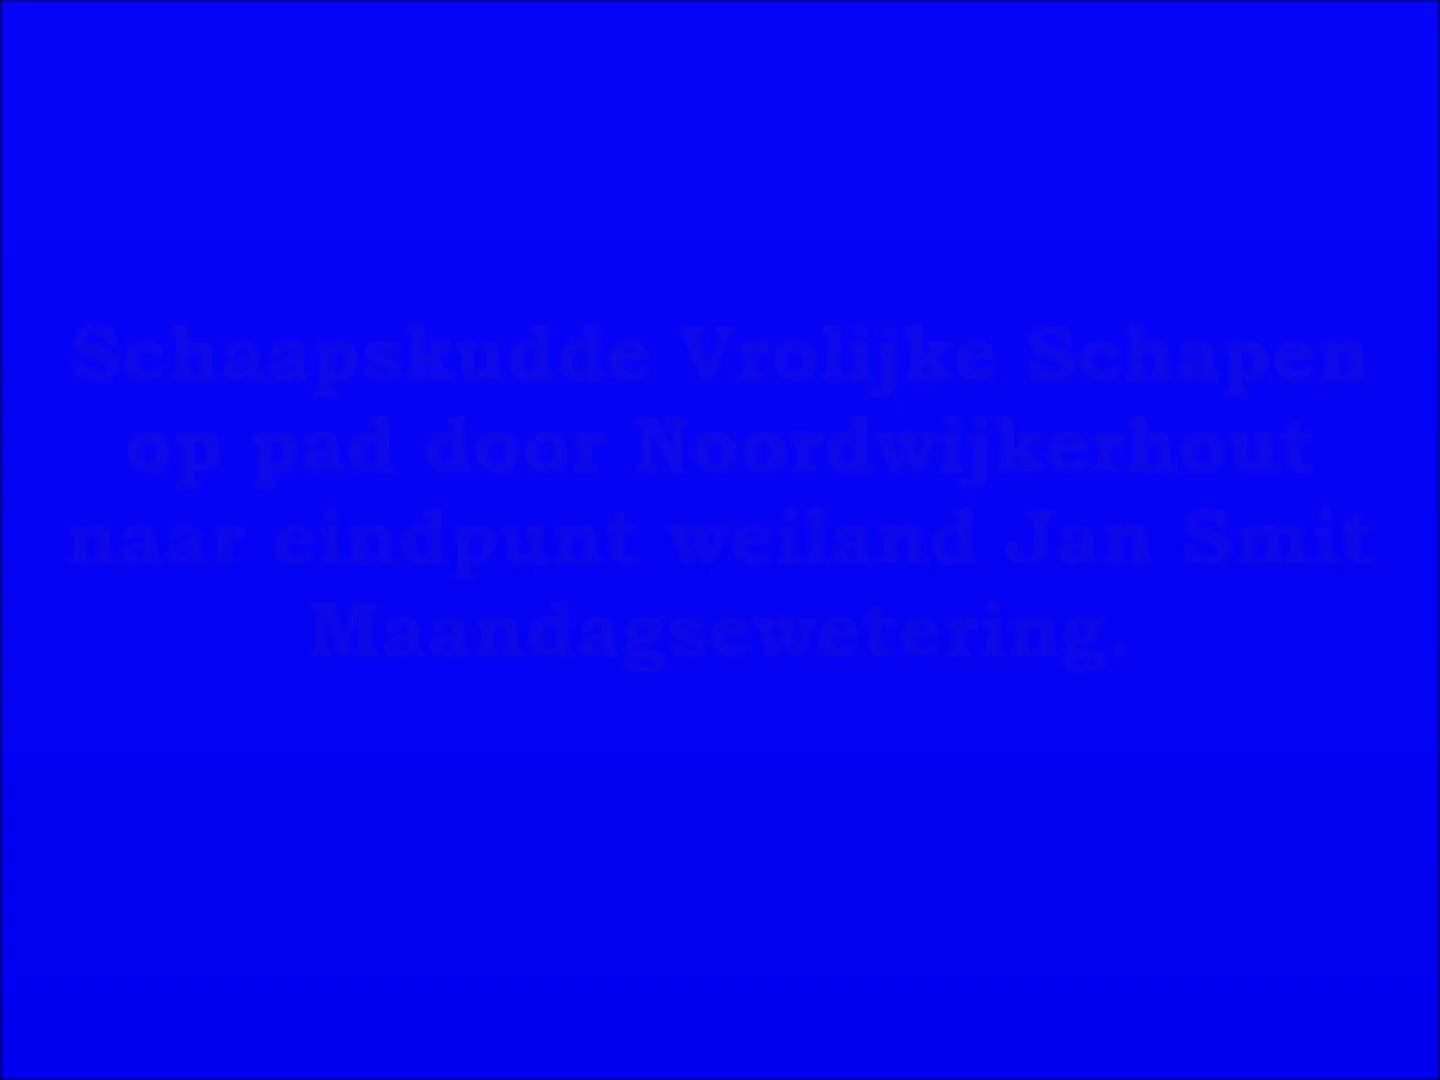 Schaapskudde Vrolijke Schapen
op pad door Noordwijkerhout
naar eindpunt weiland Jan Smit
Maandagsewetering.